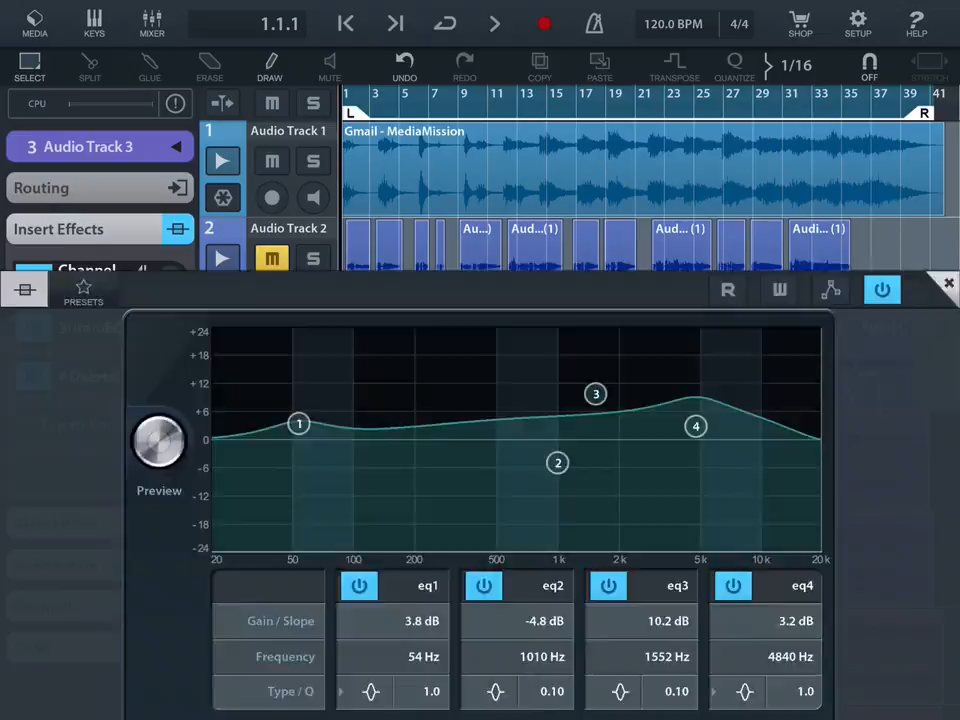 1.1.1
120.0 BPM 4/4
MEDIA KEYS MIXER SHOP SETUP HELP
SELECT SPLIT GLUE ERASE DRAW MUTE UNDO REDO COPY PASTE TRANSPOSE QUANTIZE 1/16 OFF STRETCH
CPU
M S
1 3 5 7 9 11 13 15 17 19 21 23 25 27 29 31 33 35 37 39 41
L R
1 Audio Track 1
Gmail - MediaMission
3 Audio Track 3
M S
Routing
Insert Effects
2 Audio Track 2
Au...) Aud...(1) Aud... (1) Audi... (1)
M S
Channel
PRESETS
R W
+24
+18
+12
+6
0
-6
-12
-18
-24
1 2 3 4
Preview
20 50 100 200 500 1k 2k 5k 10k 20k
eq1 eq2 eq3 eq4
Gain / Slope 3.8 dB -4.8 dB 10.2 dB 3.2 dB
Frequency 54 Hz 1010 Hz 1552 Hz 4840 Hz
Type / Q 1.0 0.10 0.10 1.0